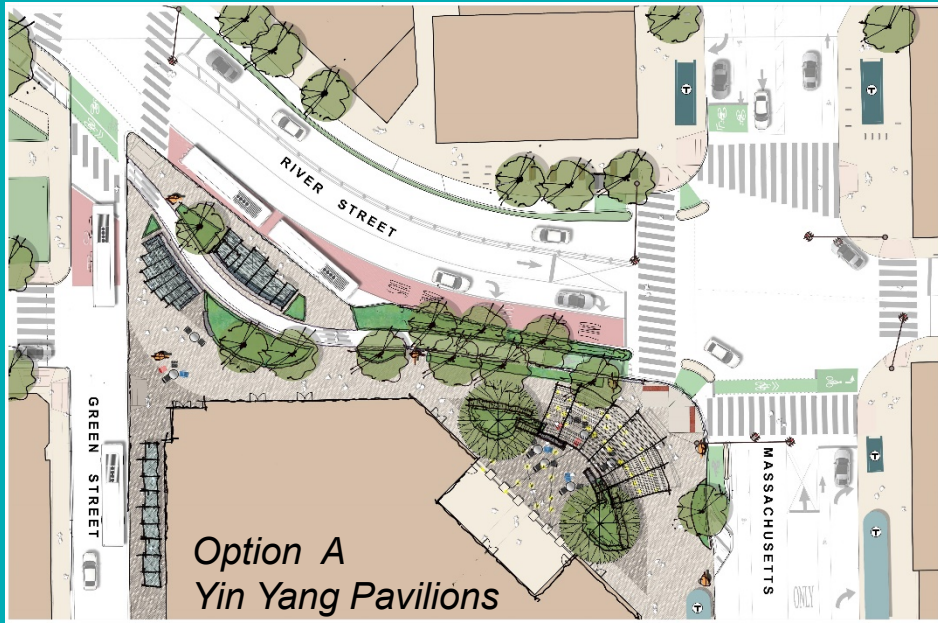 RIVER STREET
GREEN STREET
MASSACHUSETTS
ONLY
T
T
T
T
T
Option A
Yin Yang Pavilions